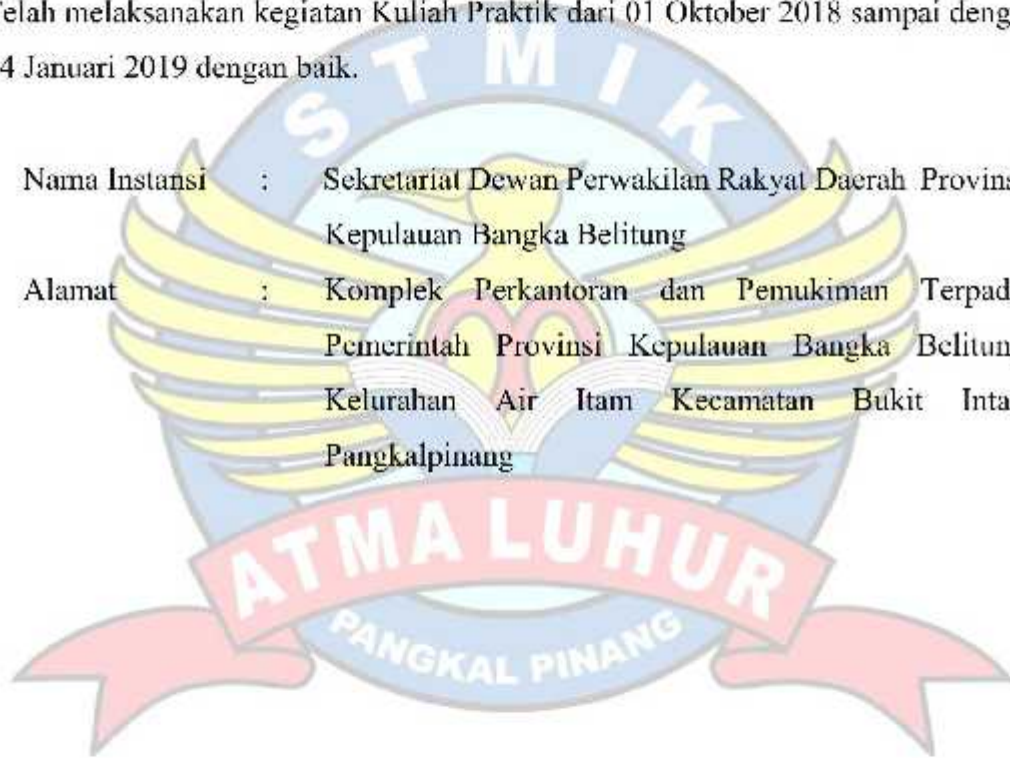 elah melaksanakan kegiatan Kuliah Praktik dari 01 Oktober 2018 sampai deng
4 Januari 2019 dengan baik.
STMIK
Nama Instansi : Sekretariat Dewan Perwakilan Rakyat Daerah Provins
Kepulauan Bangka Belitung
Alamat : Komplek Perkantoran dan Pemukiman Terpad
Pemerintah Provinsi Kepulauan Bangka Belitun
Kelurahan Air Itam Kecamatan Bukit Inta
Pangkalpinang
ATMA LUHUR
PANGKAL PINANG